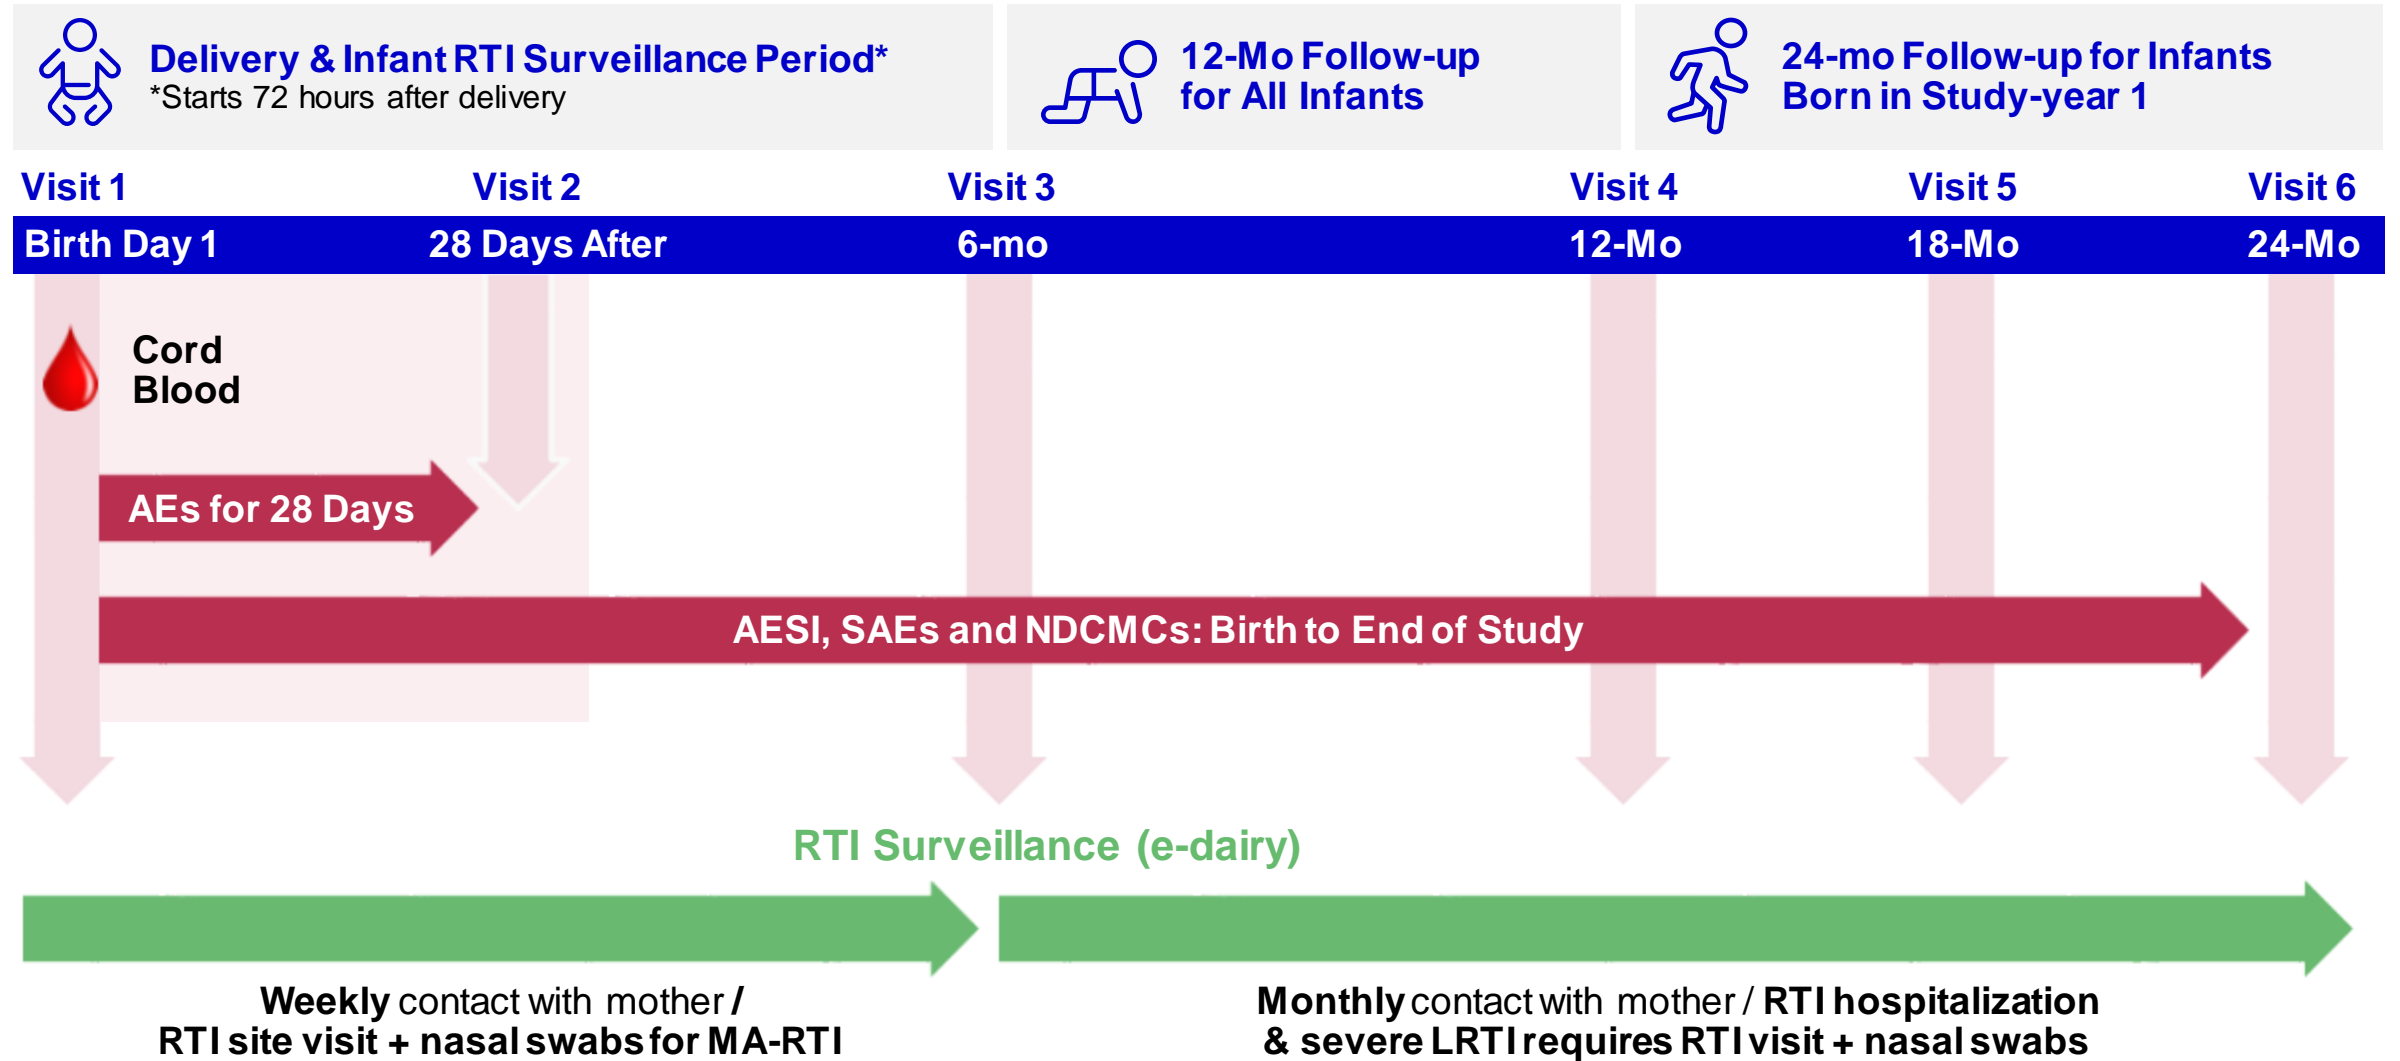 Delivery & Infant RTI Surveillance Period*
*Starts 72 hours after delivery
12-Mo Follow-up
for All Infants
24-mo Follow-up for Infants
Born in Study-year 1
Visit 1
Visit 2
Visit 3
Visit 4
Visit 5
Visit 6
Birth Day 1
28 Days After
6-mo
12-Mo
18-Mo
24-Mo
Cord
Blood
AEs for 28 Days
AESI, SAEs and NDCMCs: Birth to End of Study
RTI Surveillance (e-dairy)
Weekly contact with mother /
RTI site visit + nasal swabs for MA-RTI
Monthly contact with mother / RTI hospitalization
& severe LRTI requires RTI visit + nasal swabs